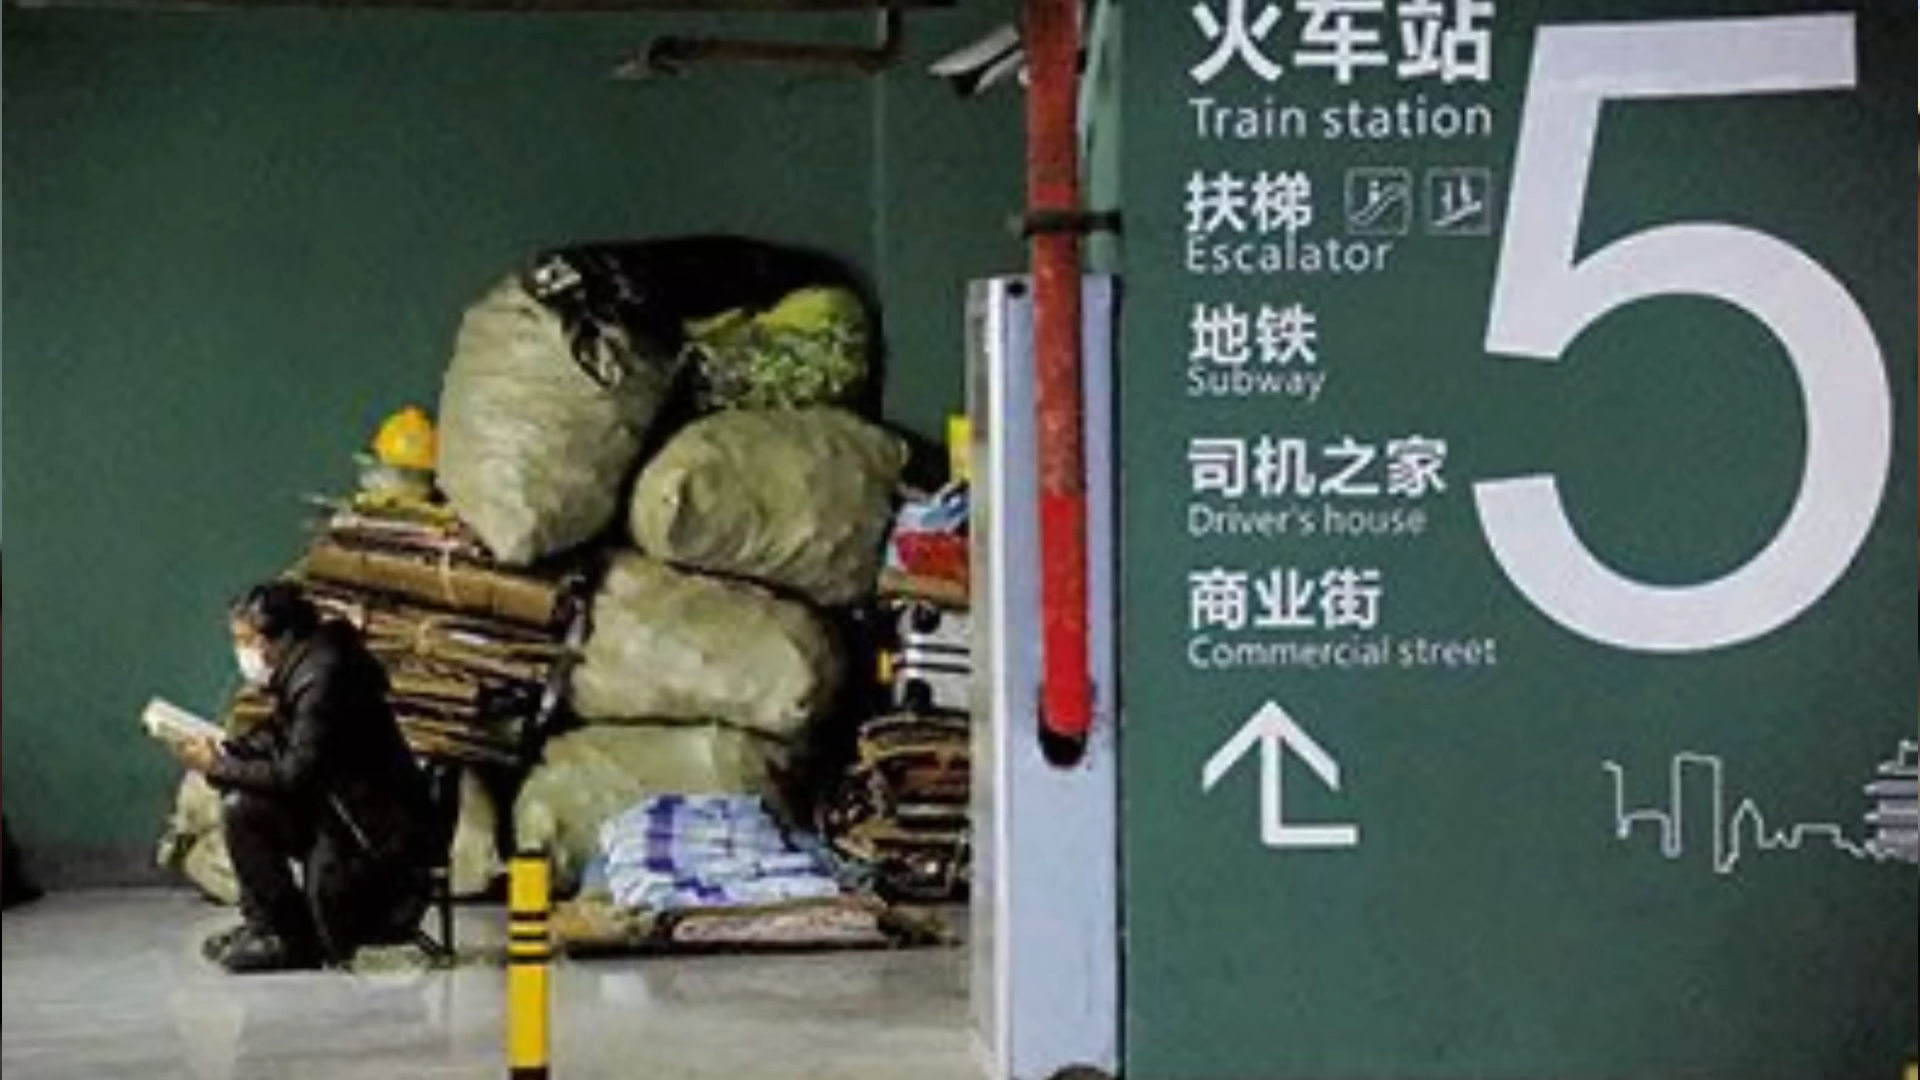 火车站
Train station
扶梯
Escalator
地铁
Subway
司机之家
Driver's house
商业街
Commercial street
5